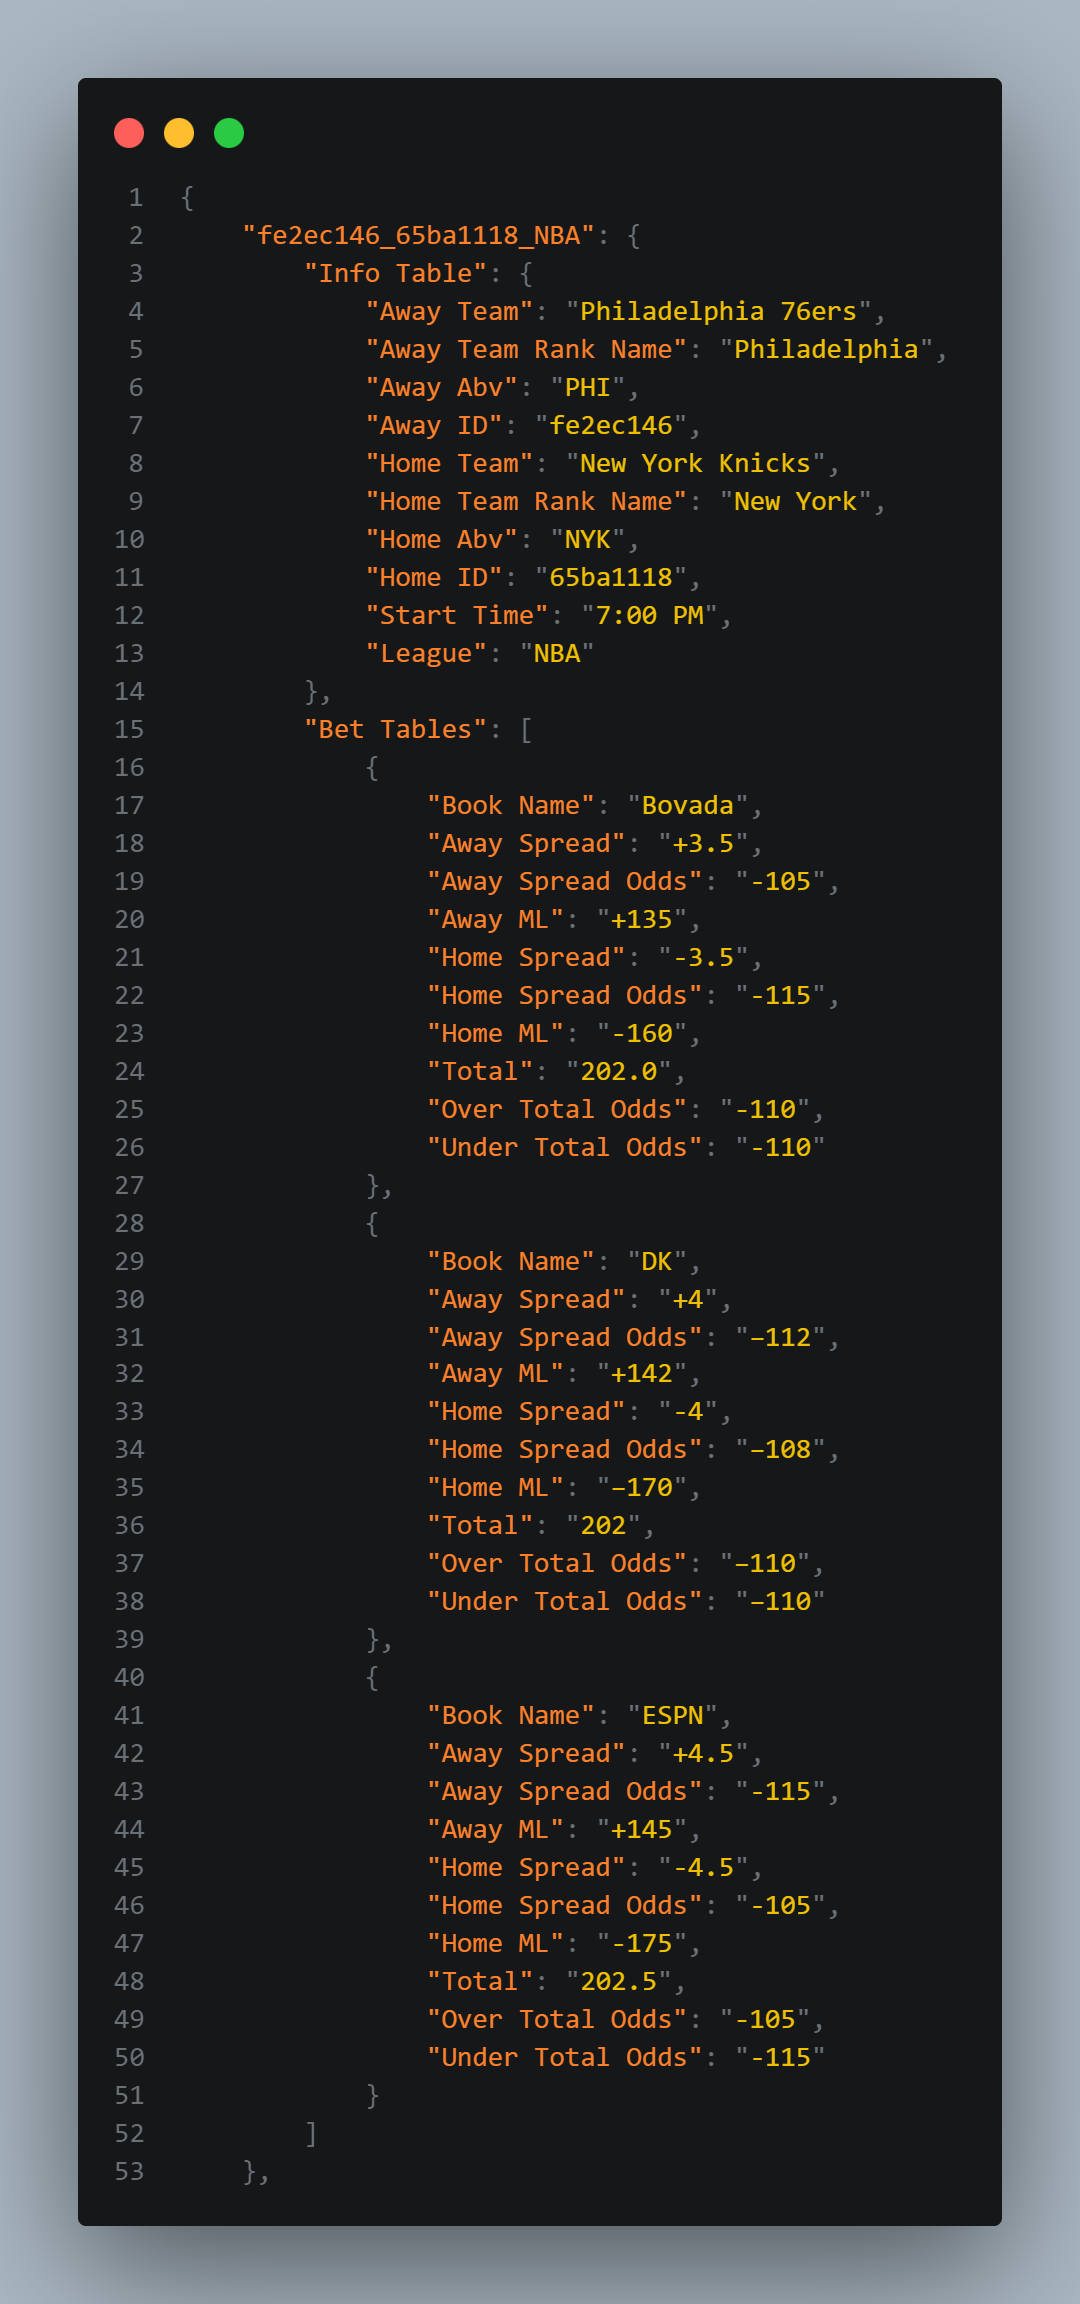 1 {
2 "fe2ec146_65ba1118_NBA": {
3 "Info Table": {
4 "Away Team": "Philadelphia 76ers",
5 "Away Team Rank Name": "Philadelphia",
6 "Away Abv": "PHI",
7 "Away ID": "fe2ec146",
8 "Home Team": "New York Knicks",
9 "Home Team Rank Name": "New York",
10 "Home Abv": "NYK",
11 "Home ID": "65ba1118",
12 "Start Time": "7:00 PM",
13 "League": "NBA"
14 },
15 "Bet Tables": [
16 {
17 "Book Name": "Bovada",
18 "Away Spread": "+3.5",
19 "Away Spread Odds": "-105",
20 "Away ML": "+135",
21 "Home Spread": "-3.5",
22 "Home Spread Odds": "-115",
23 "Home ML": "-160",
24 "Total": "202.0",
25 "Over Total Odds": "-110",
26 "Under Total Odds": "-110"
27 },
28 {
29 "Book Name": "DK",
30 "Away Spread": "+4",
31 "Away Spread Odds": "−112",
32 "Away ML": "+142",
33 "Home Spread": "-4",
34 "Home Spread Odds": "−108",
35 "Home ML": "−170",
36 "Total": "202",
37 "Over Total Odds": "−110",
38 "Under Total Odds": "−110"
39 },
40 {
41 "Book Name": "ESPN",
42 "Away Spread": "+4.5",
43 "Away Spread Odds": "-115",
44 "Away ML": "+145",
45 "Home Spread": "-4.5",
46 "Home Spread Odds": "-105",
47 "Home ML": "-175",
48 "Total": "202.5",
49 "Over Total Odds": "-105",
50 "Under Total Odds": "-115"
51 }
52 ]
53 },